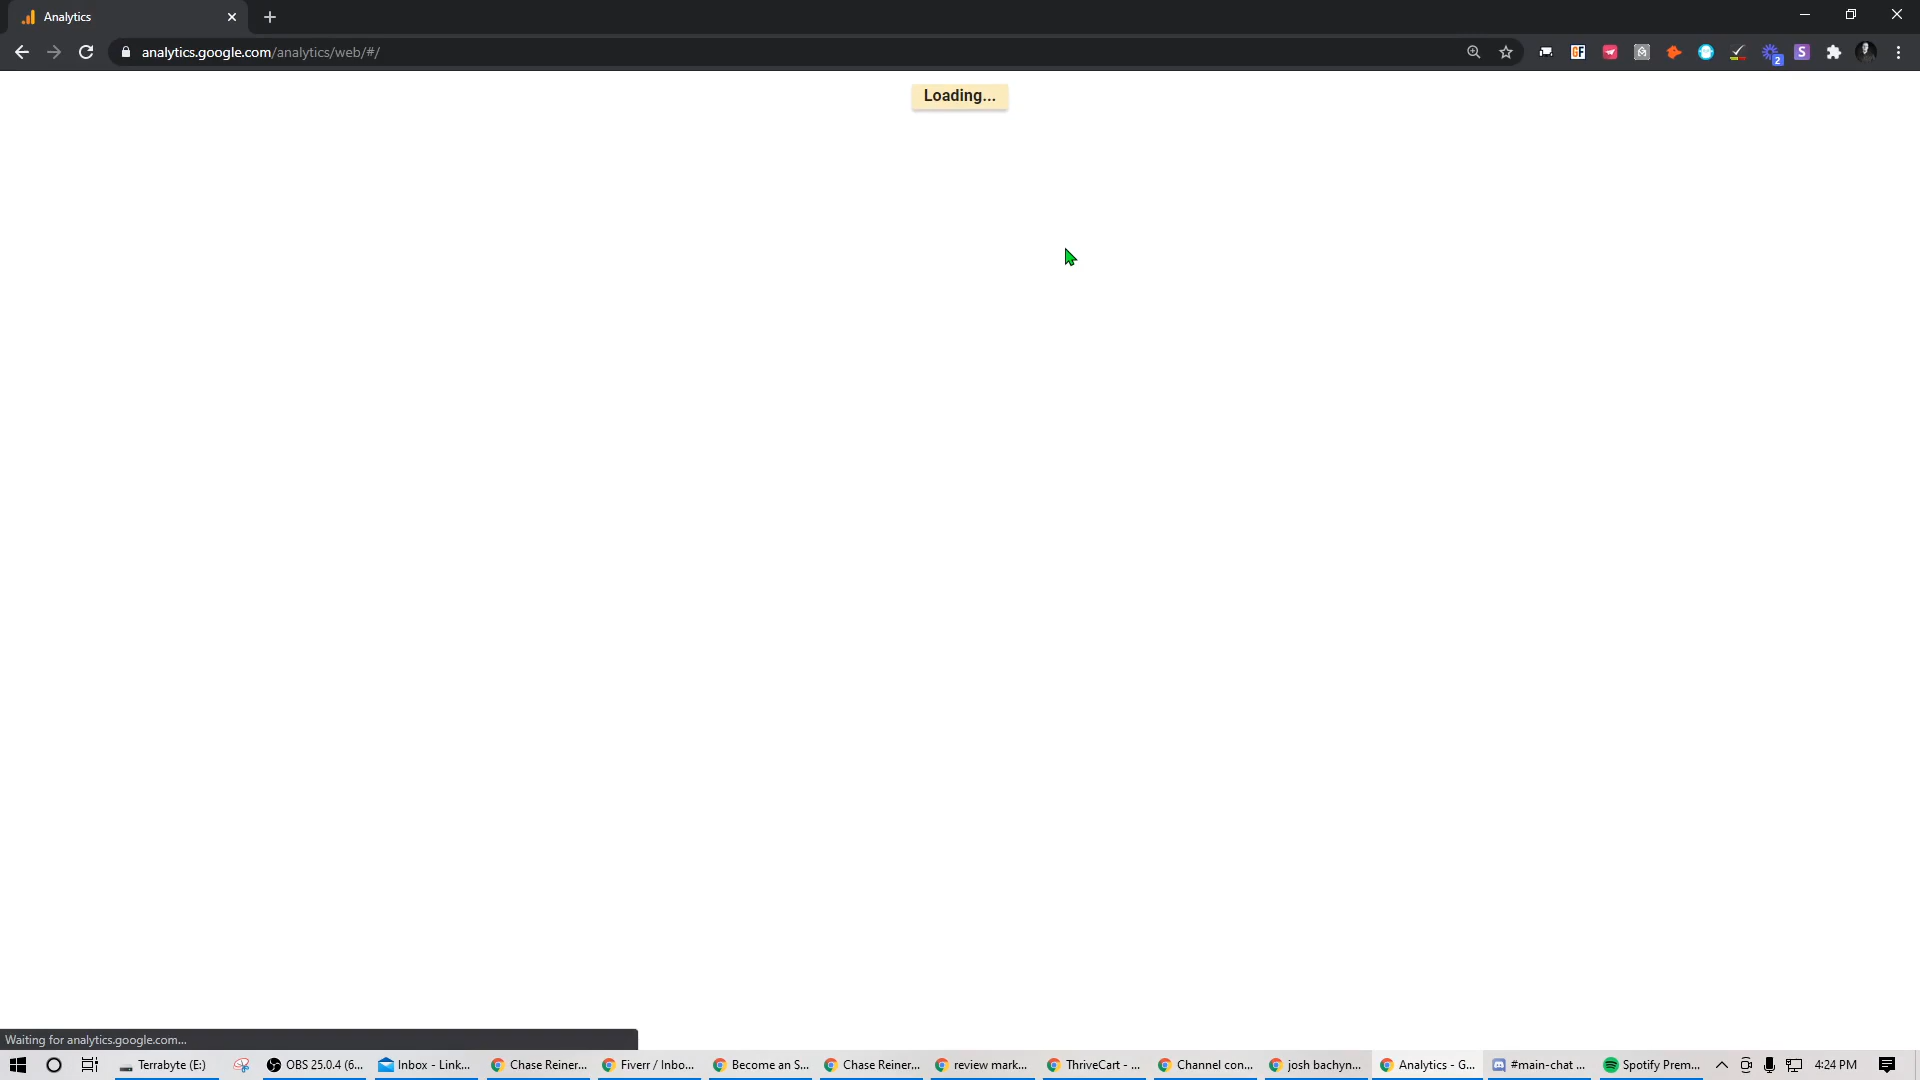 Analytics
analytics.google.com/analytics/web/#/
GF
S
2
Loading...
Waiting for analytics.google.com...
Terrabyte (E:)
OBS 25.0.4 (6...
Inbox - Link...
Chase Reiner...
Fiverr / Inbo...
Become an S...
Chase Reiner...
review mark...
ThriveCart - ...
Channel con...
josh bachyn...
Analytics - G...
#main-chat ...
Spotify Prem...
4:24 PM